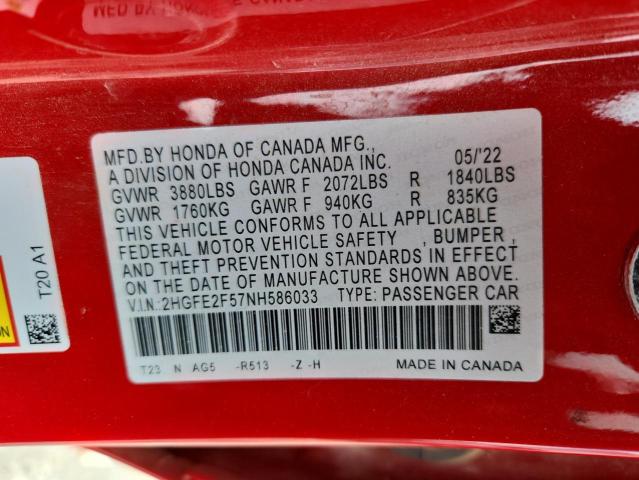 MFD.BY HONDA OF CANADA MFG.,
A DIVISION OF HONDA CANADA INC. 05/'22
GVWR 3880LBS GAWR F 2072LBS R 1840LBS
GVWR 1760KG GAWR F 940KG R 835KG
THIS VEHICLE CONFORMS TO ALL APPLICABLE
FEDERAL MOTOR VEHICLE SAFETY , BUMPER ,
AND THEFT PREVENTION STANDARDS IN EFFECT
ON THE DATE OF MANUFACTURE SHOWN ABOVE.
V.I.N.:2HGFE2F57NH586033 TYPE: PASSENGER CAR
T23 N AG5 -R513 -Z -H MADE IN CANADA
T20 A1